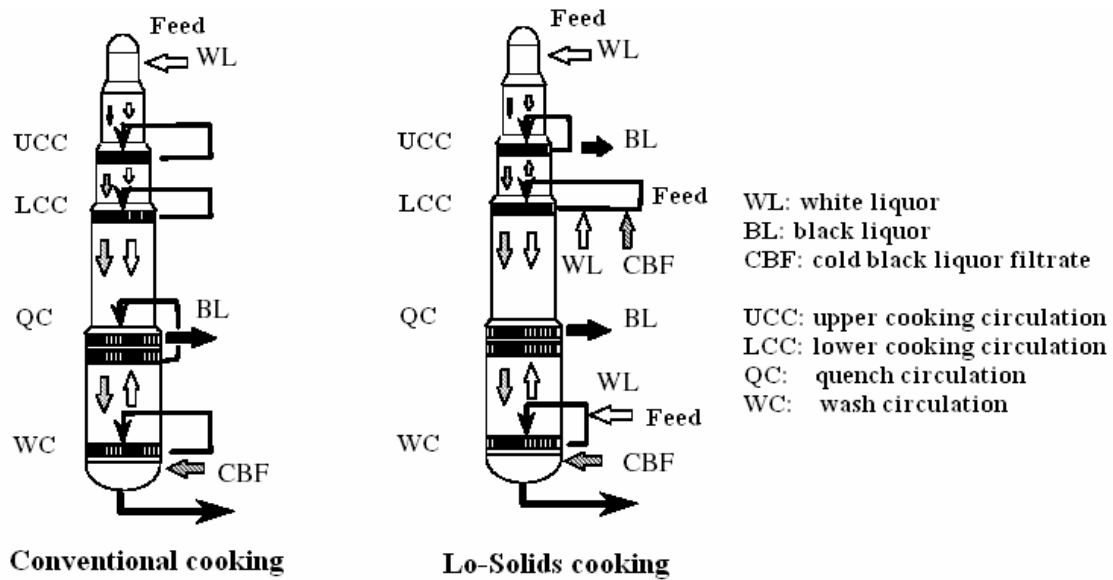 Feed
WL
UCC
LCC
QC
BL
WC
CBF
Conventional cooking
Feed
WL
UCC
BL
LCC
Feed
WL
CBF
QC
BL
WL
Feed
WC
CBF
Lo-Solids cooking
WL: white liquor
BL: black liquor
CBF: cold black liquor filtrate
UCC: upper cooking circulation
LCC: lower cooking circulation
QC: quench circulation
WC: wash circulation